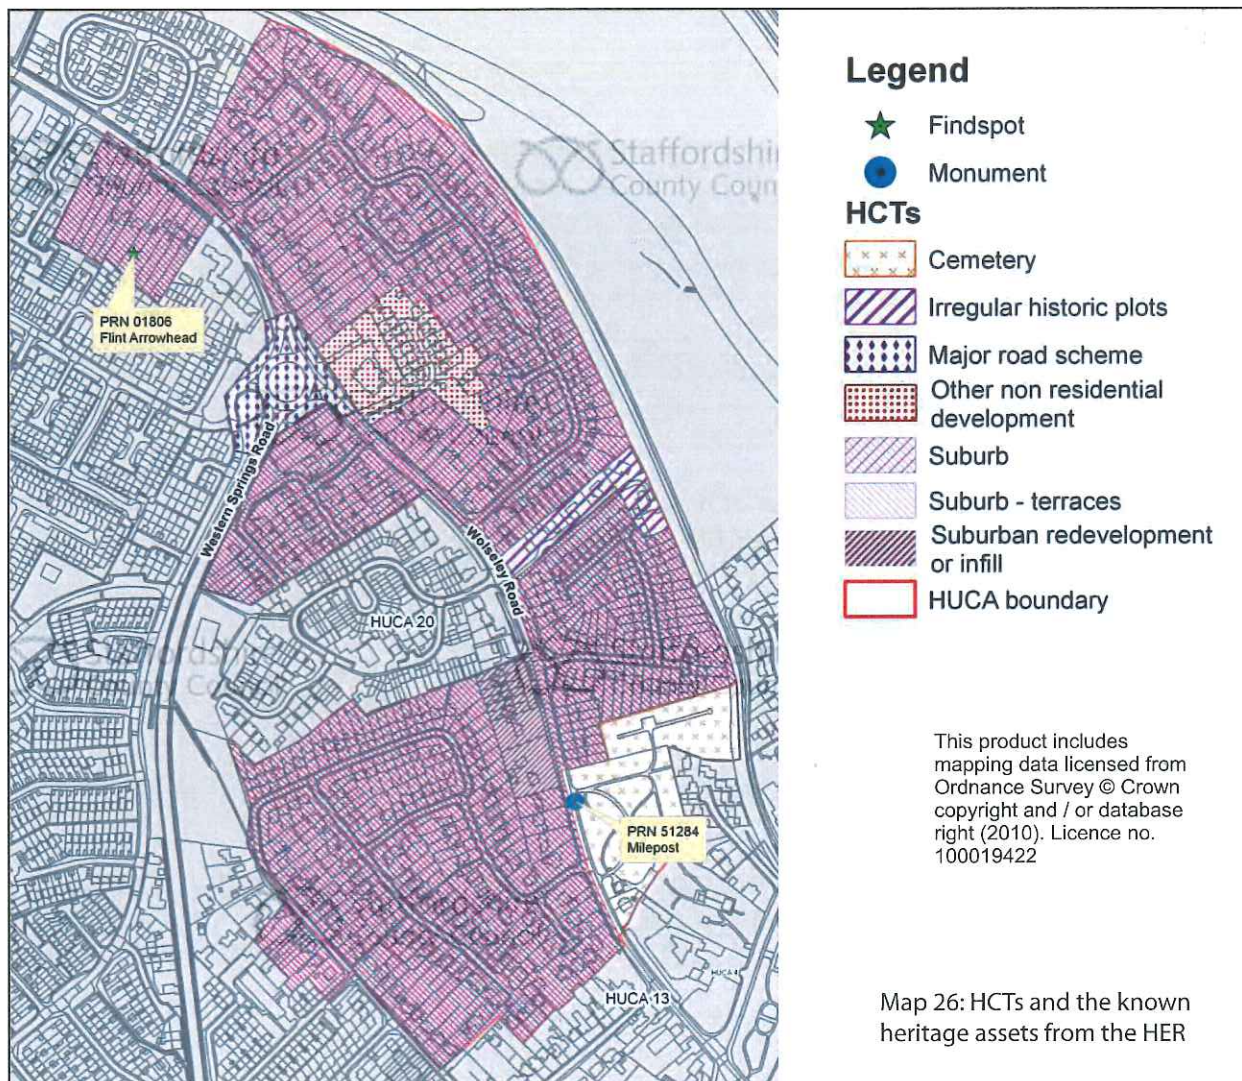 Staffordshi
County Coun
PRN 01806
Flint Arrowhead
Western Springs Road
Wolseley Road
HUCA 20
PRN 51284
Milepost
HUCA 13
Legend
Findspot
Monument
HCTs
Cemetery
Irregular historic plots
Major road scheme
Other non residential
development
Suburb
Suburb - terraces
Suburban redevelopment
or infill
HUCA boundary
This product includes
mapping data licensed from
Ordnance Survey © Crown
copyright and / or database
right (2010). Licence no.
100019422
Map 26: HCTs and the known
heritage assets from the HER